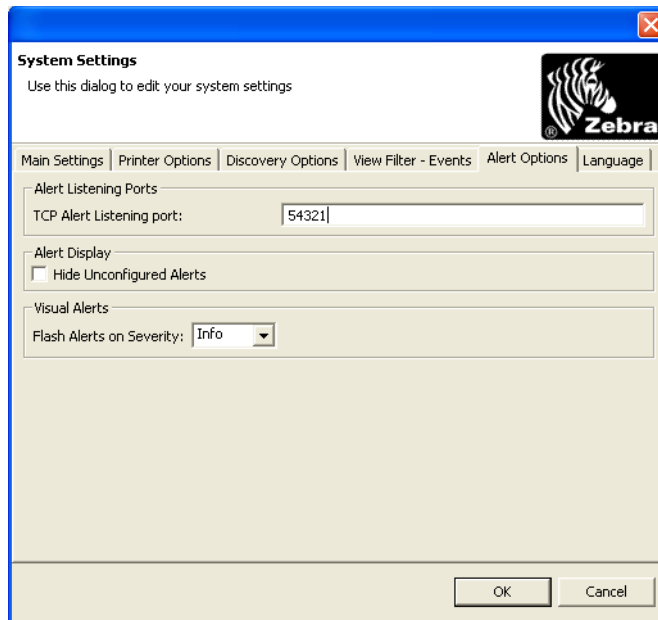 System Settings
Use this dialog to edit your system settings
® Zebra
Main Settings Printer Options Discovery Options View Filter - Events Alert Options Language
Alert Listening Ports
TCP Alert Listening port: 54321
Alert Display
Hide Unconfigured Alerts
Visual Alerts
Flash Alerts on Severity: Info
OK Cancel